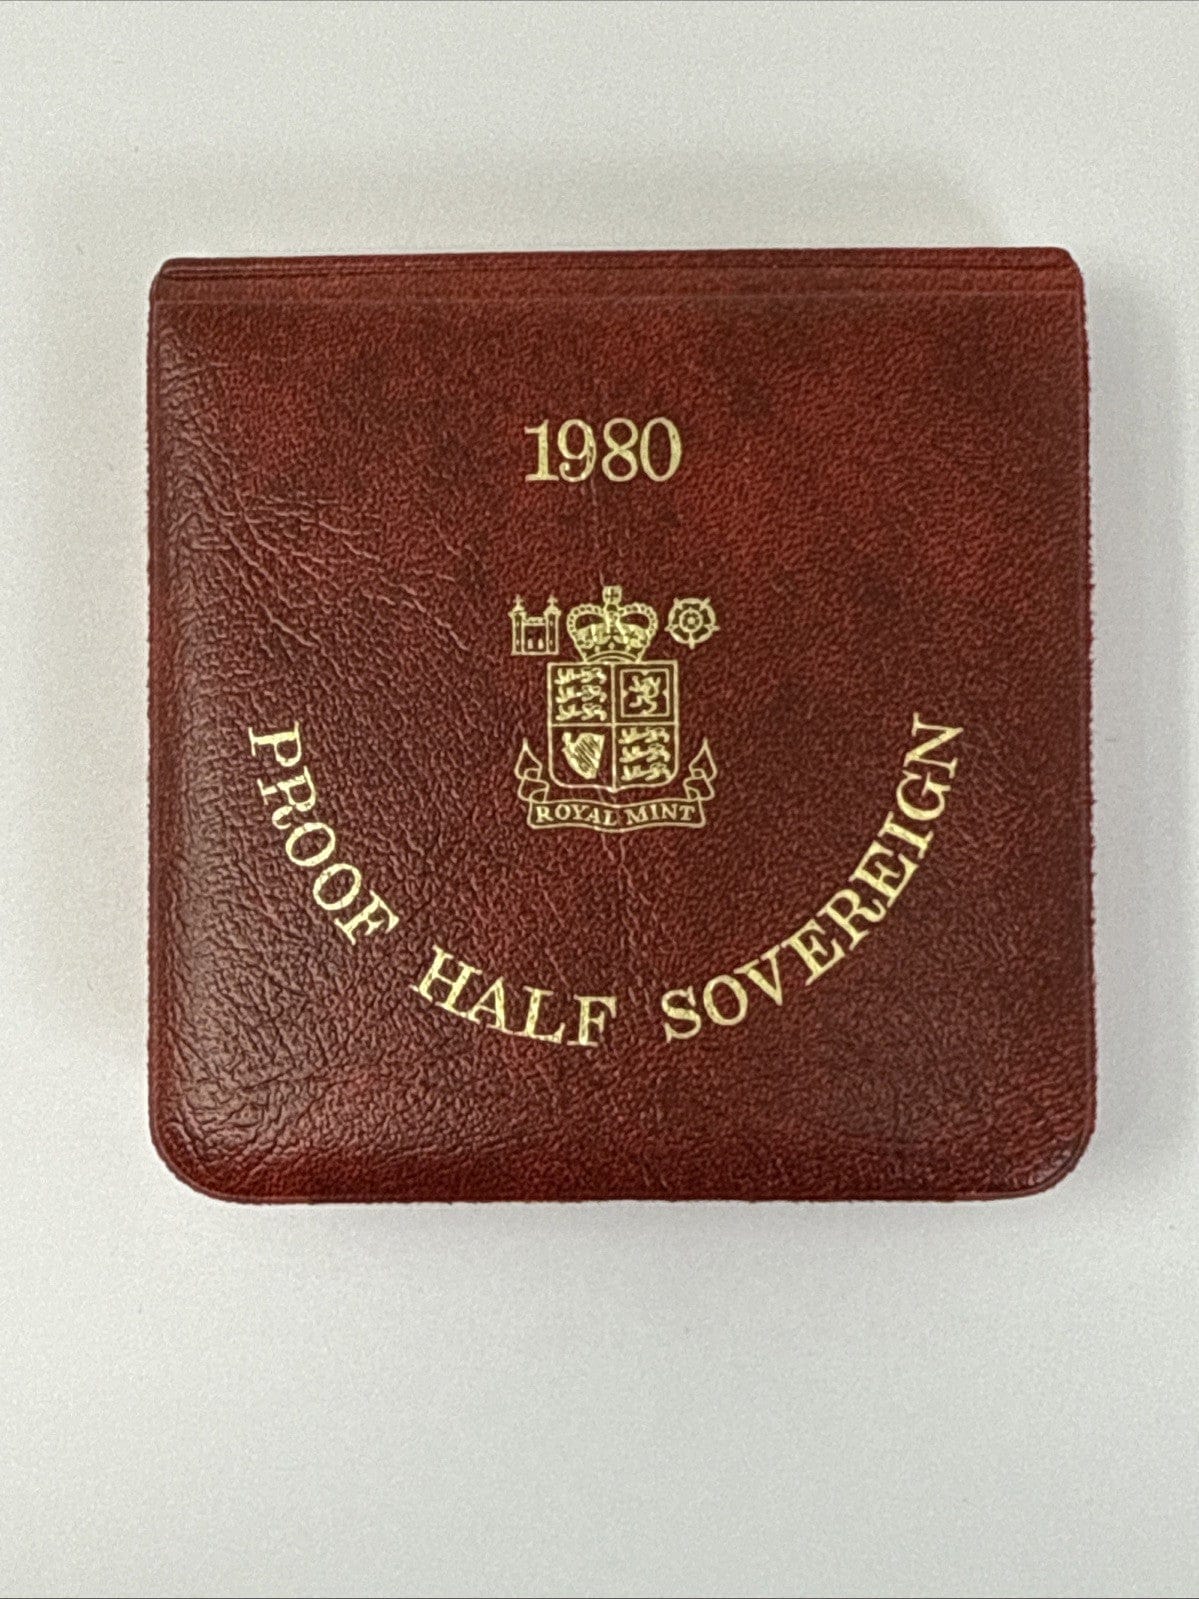 1980
ROYAL MINT
PROOF HALF SOVEREIGN